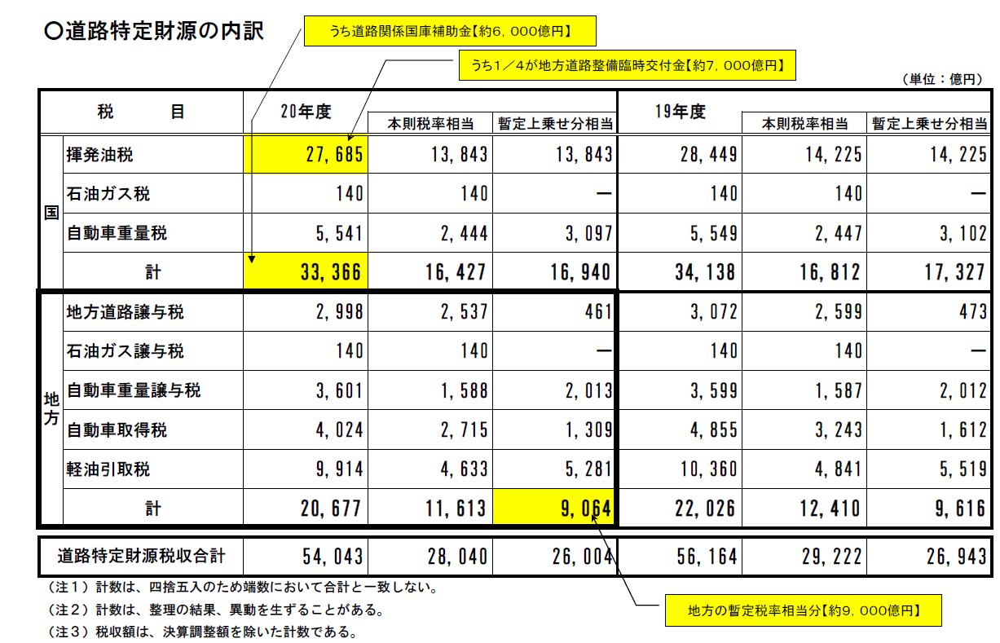 〇道路特定財源の内訳
うち道路関係国庫補助金【約6，000億円】
うち1／4が地方道路整備臨時交付金【約7，000億円】
（単位：億円）
税 目 20年度 本則税率相当 暫定上乗せ分相当 19年度 本則税率相当 暫定上乗せ分相当
国
揮発油税 27,685 13,843 13,843 28,449 14,225 14,225
石油ガス税 140 140 ー 140 140 ー
自動車重量税 5,541 2,444 3,097 5,549 2,447 3,102
計 33,366 16,427 16,940 34,138 16,812 17,327
地方
地方道路譲与税 2,998 2,537 461 3,072 2,599 473
石油ガス譲与税 140 140 ー 140 140 ー
自動車重量譲与税 3,601 1,588 2,013 3,599 1,587 2,012
自動車取得税 4,024 2,715 1,309 4,855 3,243 1,612
軽油引取税 9,914 4,633 5,281 10,360 4,841 5,519
計 20,677 11,613 9,064 22,026 12,410 9,616
道路特定財源税収合計 54,043 28,040 26,004 56,164 29,222 26,943
（注1）計数は、四捨五入のため端数において合計と一致しない。
（注2）計数は、整理の結果、異動を生ずることがある。
（注3）税収額は、決算調整額を除いた計数である。
地方の暫定税率相当分【約9，000億円】